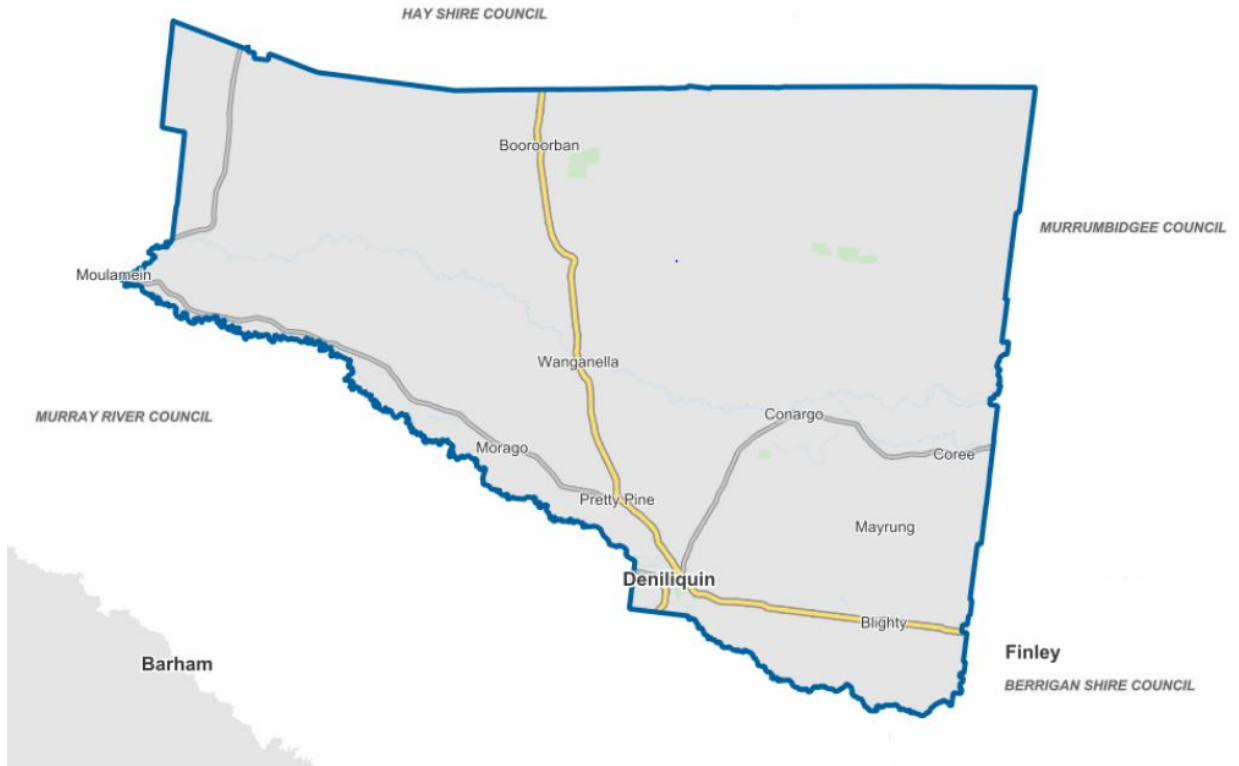 HAY SHIRE COUNCIL
Booroorban
MURRUMBIDGEE COUNCIL
Moulamein
Wanganella
MURRAY RIVER COUNCIL
Conargo
Morago
Coree
Pretty Pine
Mayrung
Deniliquin
Blighty
Finley
Barham
BERRIGAN SHIRE COUNCIL